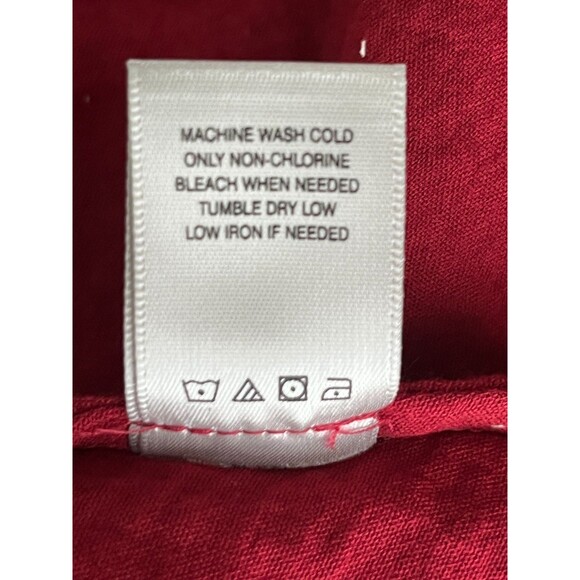 MACHINE WASH COLD
ONLY NON-CHLORINE
BLEACH WHEN NEEDED
TUMBLE DRY LOW
LOW IRON IF NEEDED